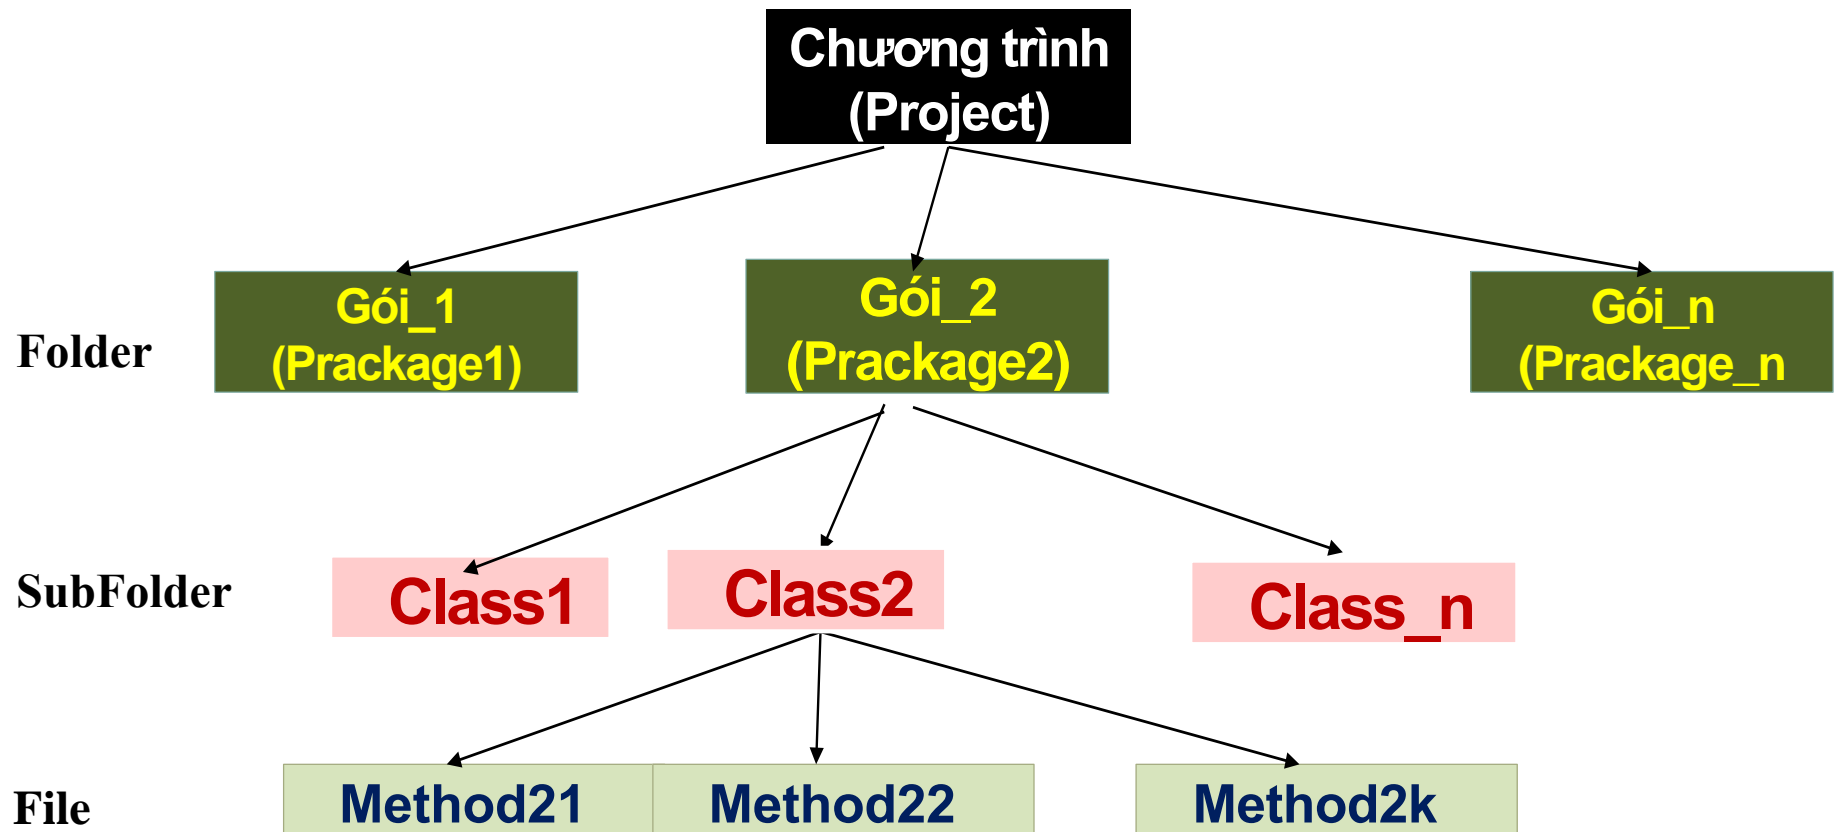 Chương trình
(Project)
Folder
Gói_1
(Prackage1)
Gói_2
(Prackage2)
Gói_n
(Prackage_n
SubFolder
Class1
Class2
Class_n
File
Method21
Method22
Method2k